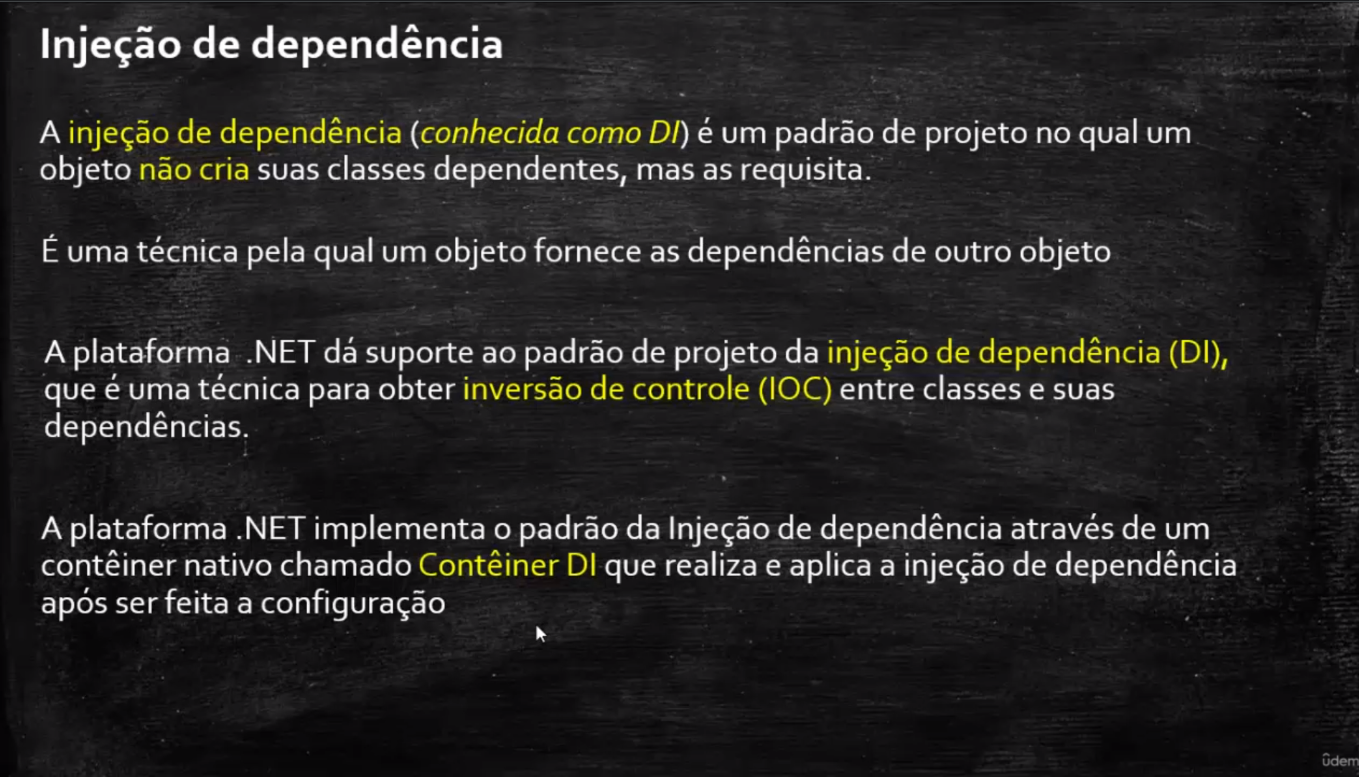 Injeção de dependência
A injeção de dependência (conhecida como DI) é um padrão de projeto no qual um
objeto não cria suas classes dependentes, mas as requisita.
É uma técnica pela qual um objeto fornece as dependências de outro objeto
A plataforma .NET dá suporte ao padrão de projeto da injeção de dependência (DI),
que é uma técnica para obter inversão de controle (IOC) entre classes e suas
dependências.
A plataforma .NET implementa o padrão da Injeção de dependência através de um
contêiner nativo chamado Contêiner DI que realiza e aplica a injeção de dependência
após ser feita a configuração
ûdem